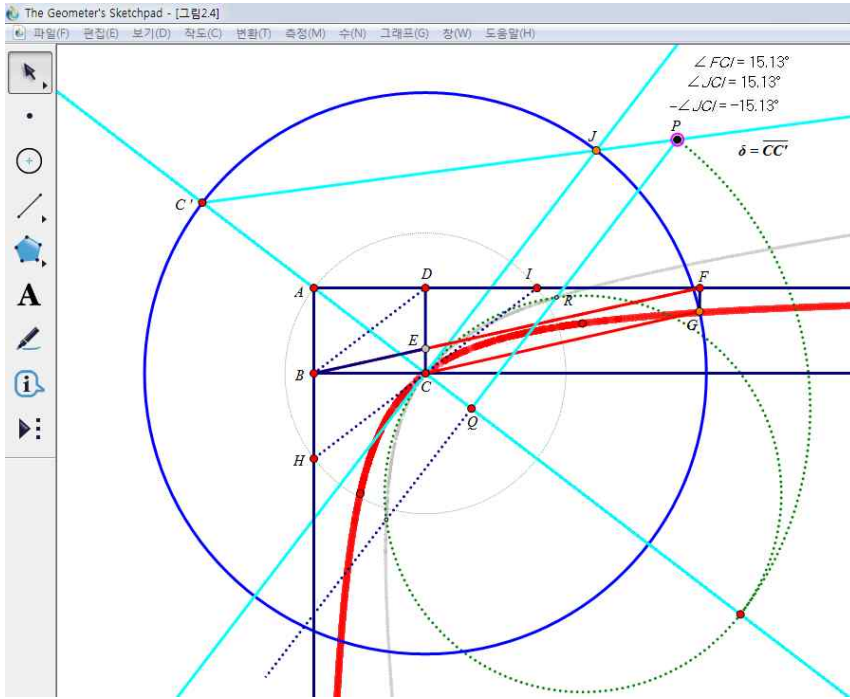 The Geometer's Sketchpad - [그림2.4]
파일(F) 편집(E) 보기(D) 작도(C) 변환(T) 측정(M) 수(N) 그래프(G) 창(W) 도움말(H)
∠FCI = 15.13°
∠JCI = 15.13°
-∠JCI = -15.13°
P
J
δ = CC'
C'
A
D
I
F
R
G
E
B
C
Q
H
A